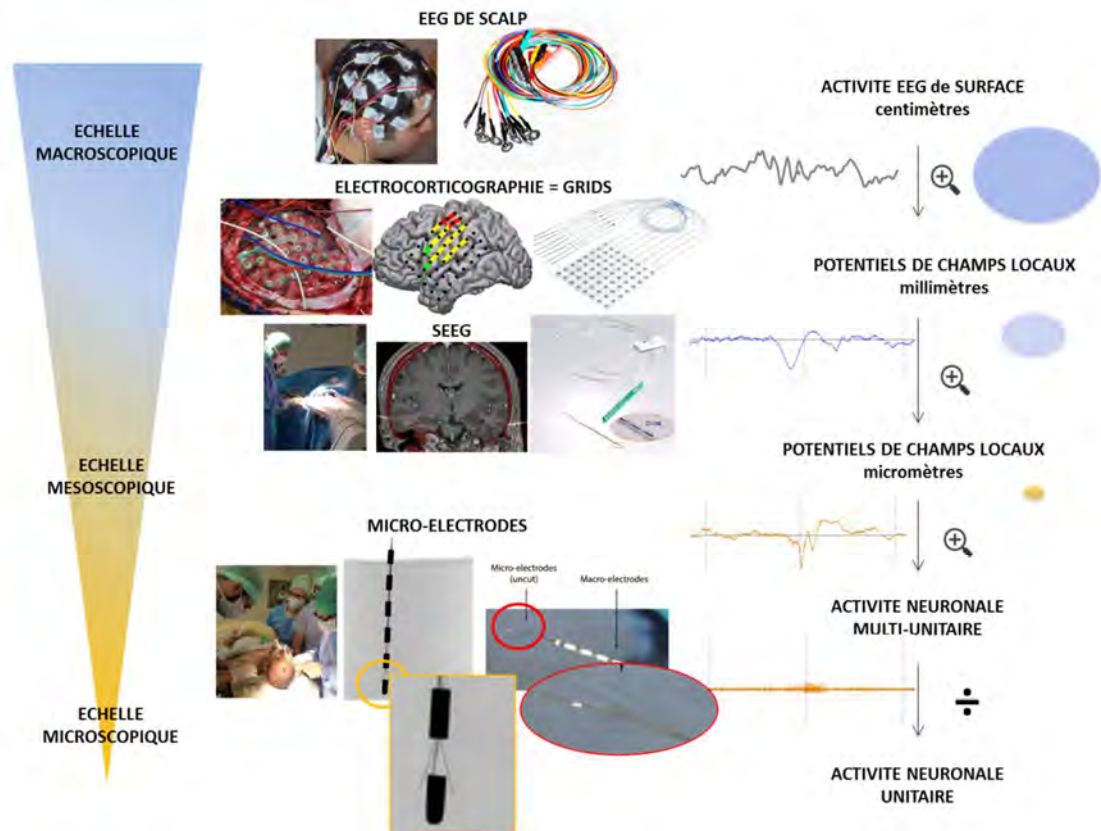 EEG DE SCALP
ECHELLE
MACROSCOPIQUE
ACTIVITE EEG de SURFACE
centimètres
ELECTROCORTICOGRAPHIE = GRIDS
POTENTIELS DE CHAMPS LOCAUX
millimètres
SEEG
ECHELLE
MESOSCOPIQUE
POTENTIELS DE CHAMPS LOCAUX
micromètres
MICRO-ELECTRODES
Micro-electrodes
(uncut)
Macro-electrodes
ACTIVITE NEURONALE
MULTI-UNITAIRE
ECHELLE
MICROSCOPIQUE
ACTIVITE NEURONALE
UNITAIRE